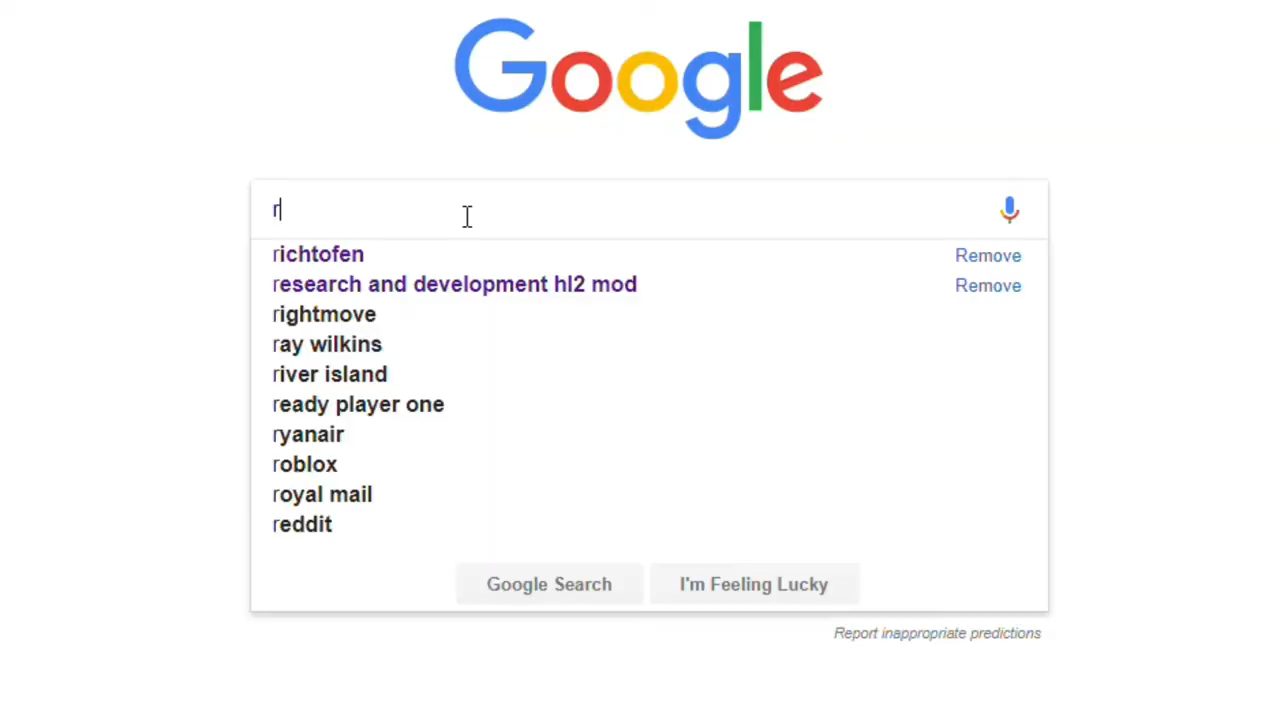 Google
r
richtofen Remove
research and development hl2 mod Remove
rightmove
ray wilkins
river island
ready player one
ryanair
roblox
royal mail
reddit
Google Search I'm Feeling Lucky
Report inappropriate predictions